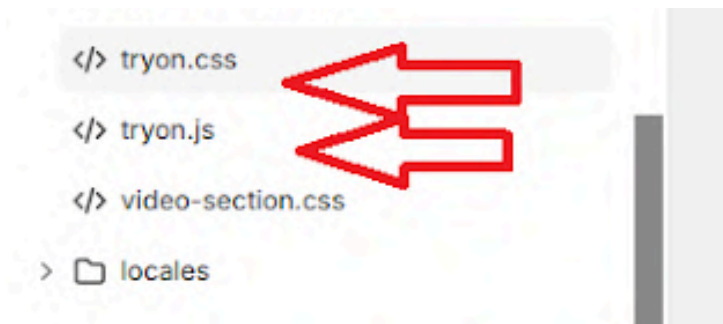 </> tryon.css
</> tryon.js
</> video-section.css
> locales